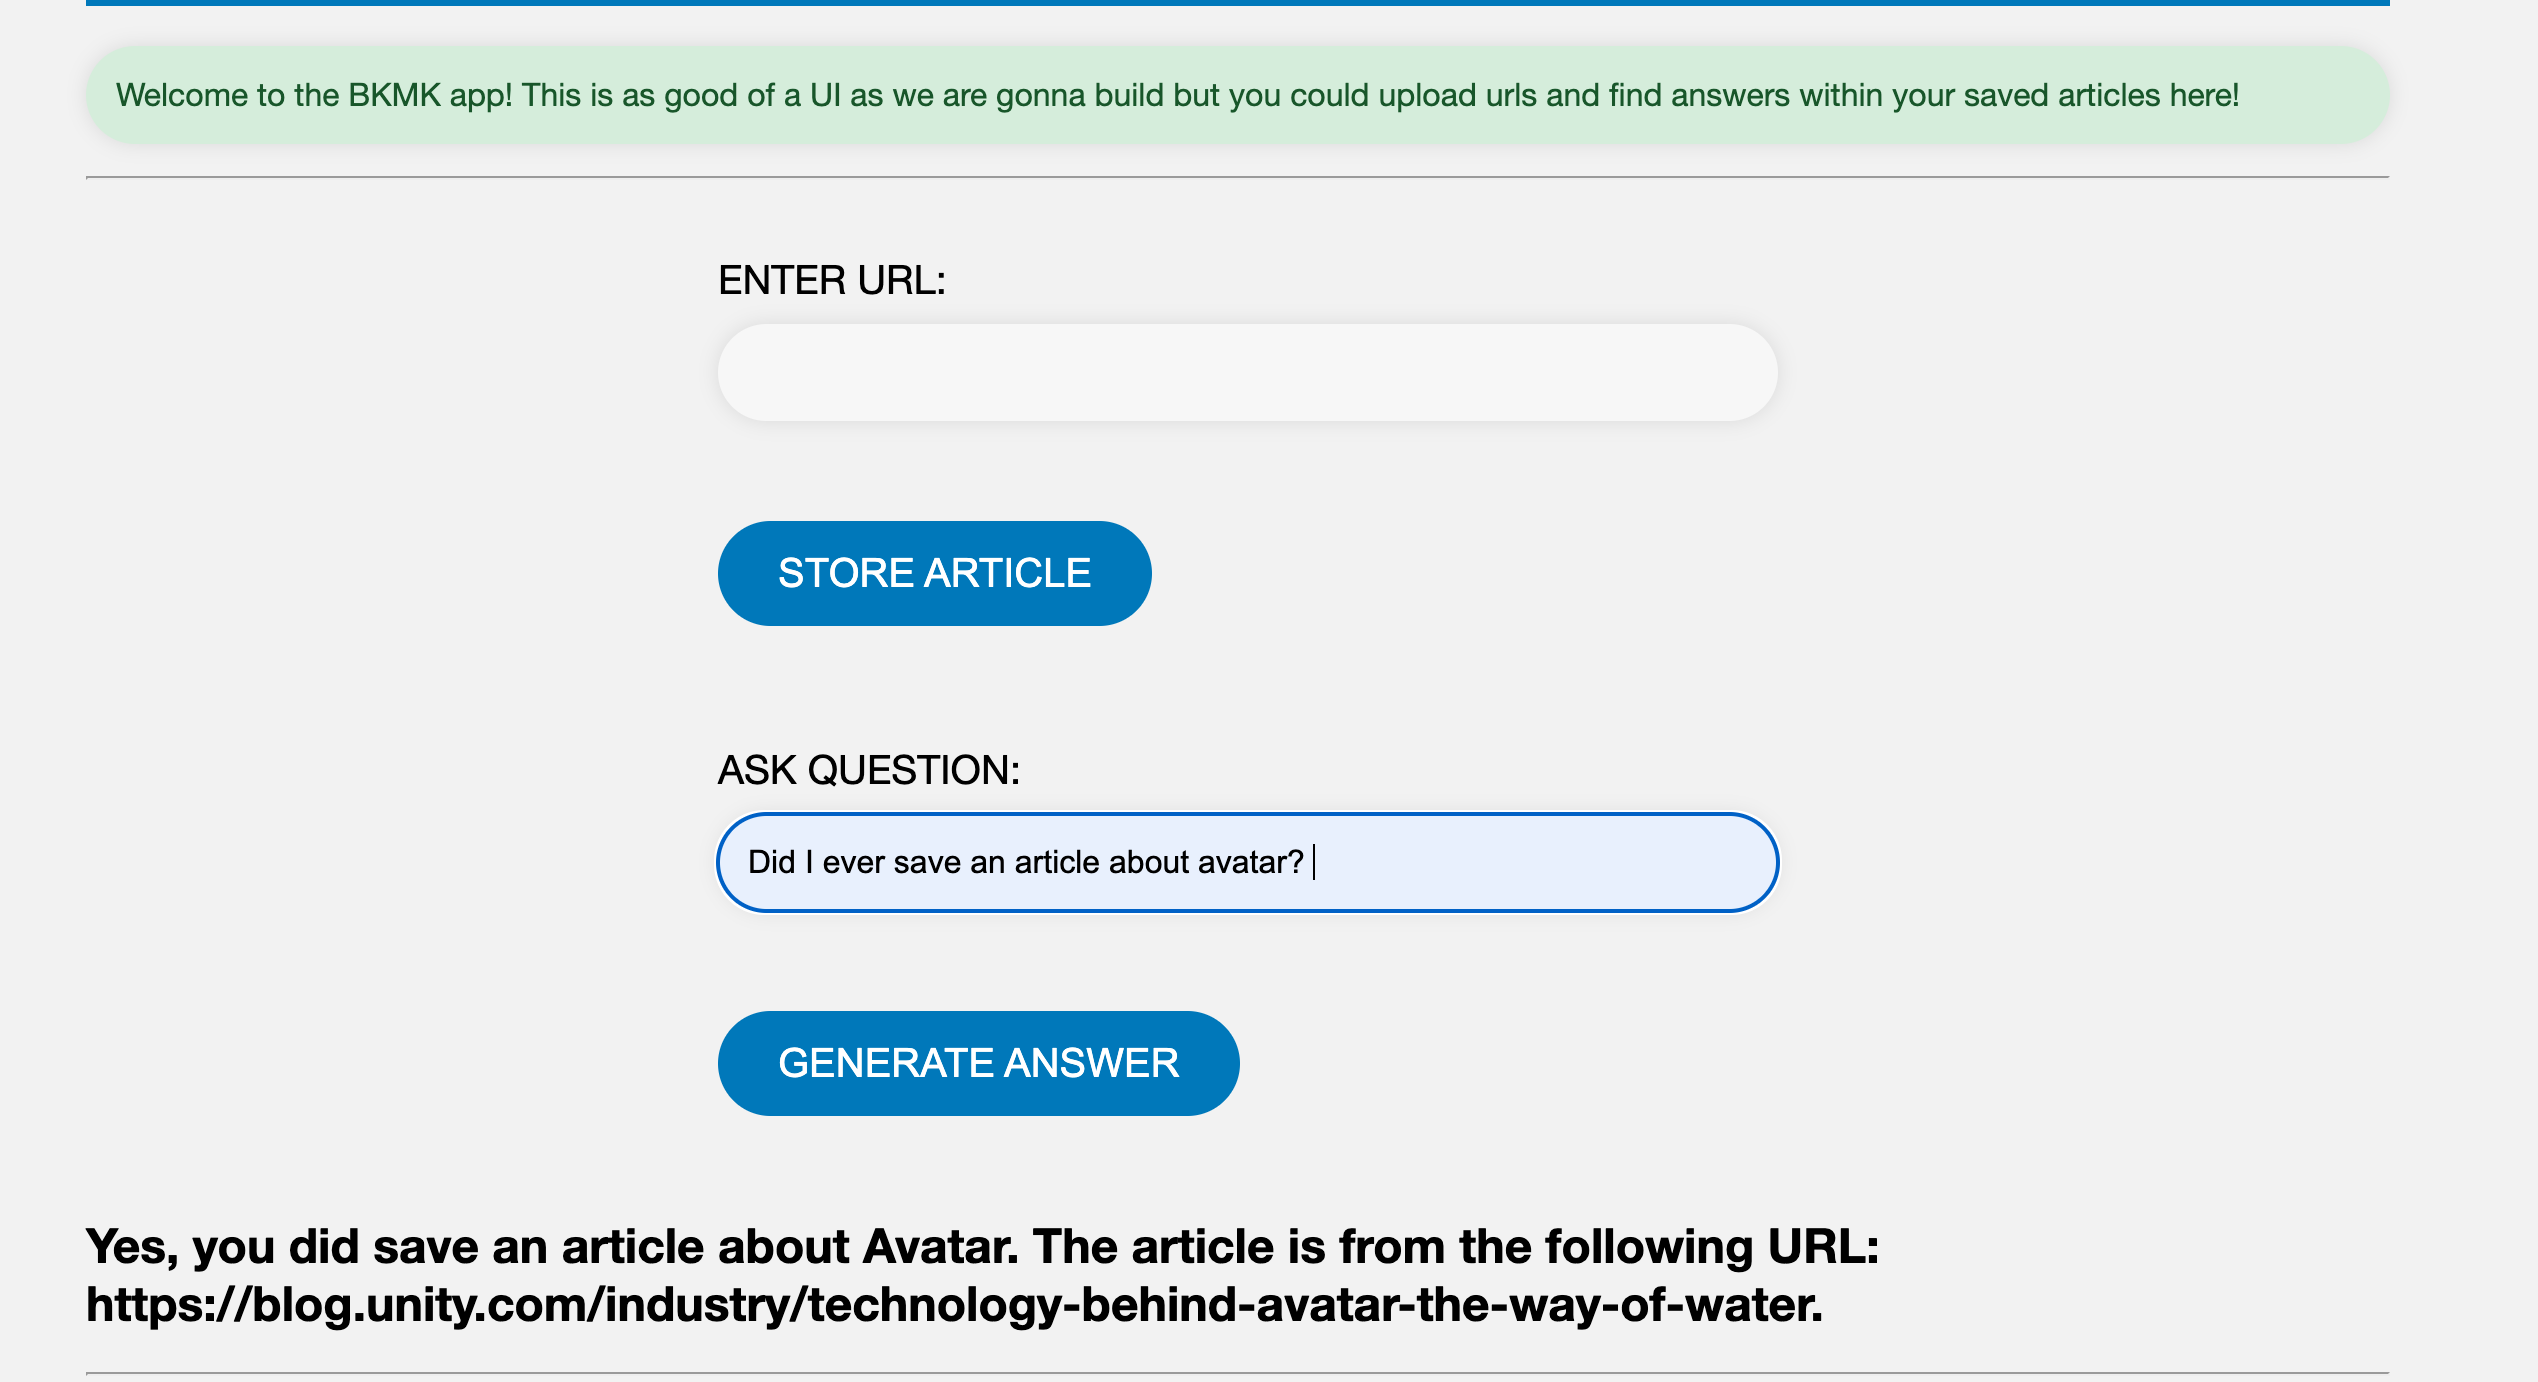 Welcome to the BKMK app! This is as good of a UI as we are gonna build but you could upload urls and find answers within your saved articles here!
ENTER URL:
STORE ARTICLE
ASK QUESTION:
Did I ever save an article about avatar?
GENERATE ANSWER
Yes, you did save an article about Avatar. The article is from the following URL:
https://blog.unity.com/industry/technology-behind-avatar-the-way-of-water.